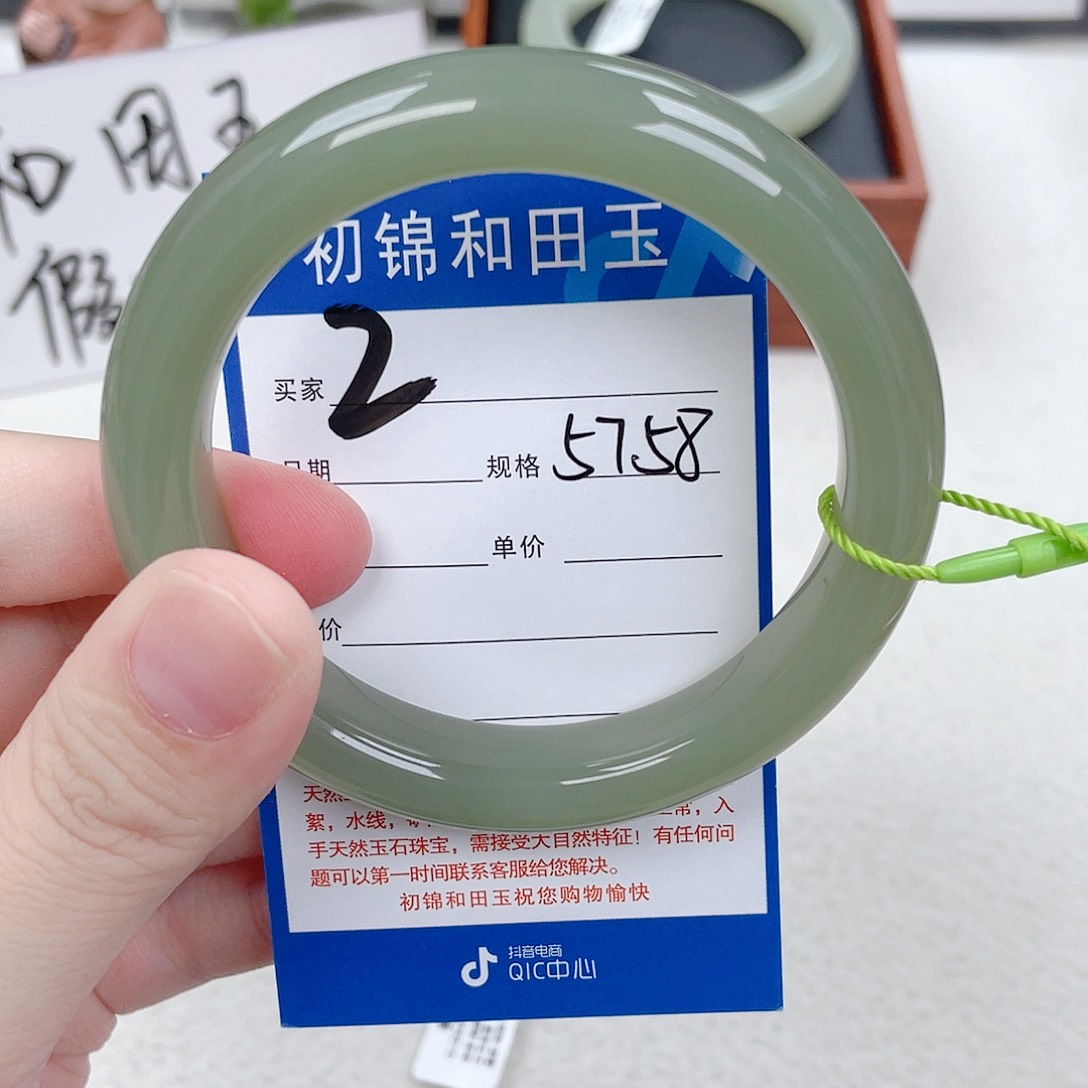 和田玉
假
初锦和田玉
买家 2
日期 规格 5758
单价
价
天然
絮，水线，
常，入
手天然玉石珠宝，需接受大自然特征！有任何问
题可以第一时间联系客服给您解决。
初锦和田玉祝您购物愉快
抖音电商
QIC中心